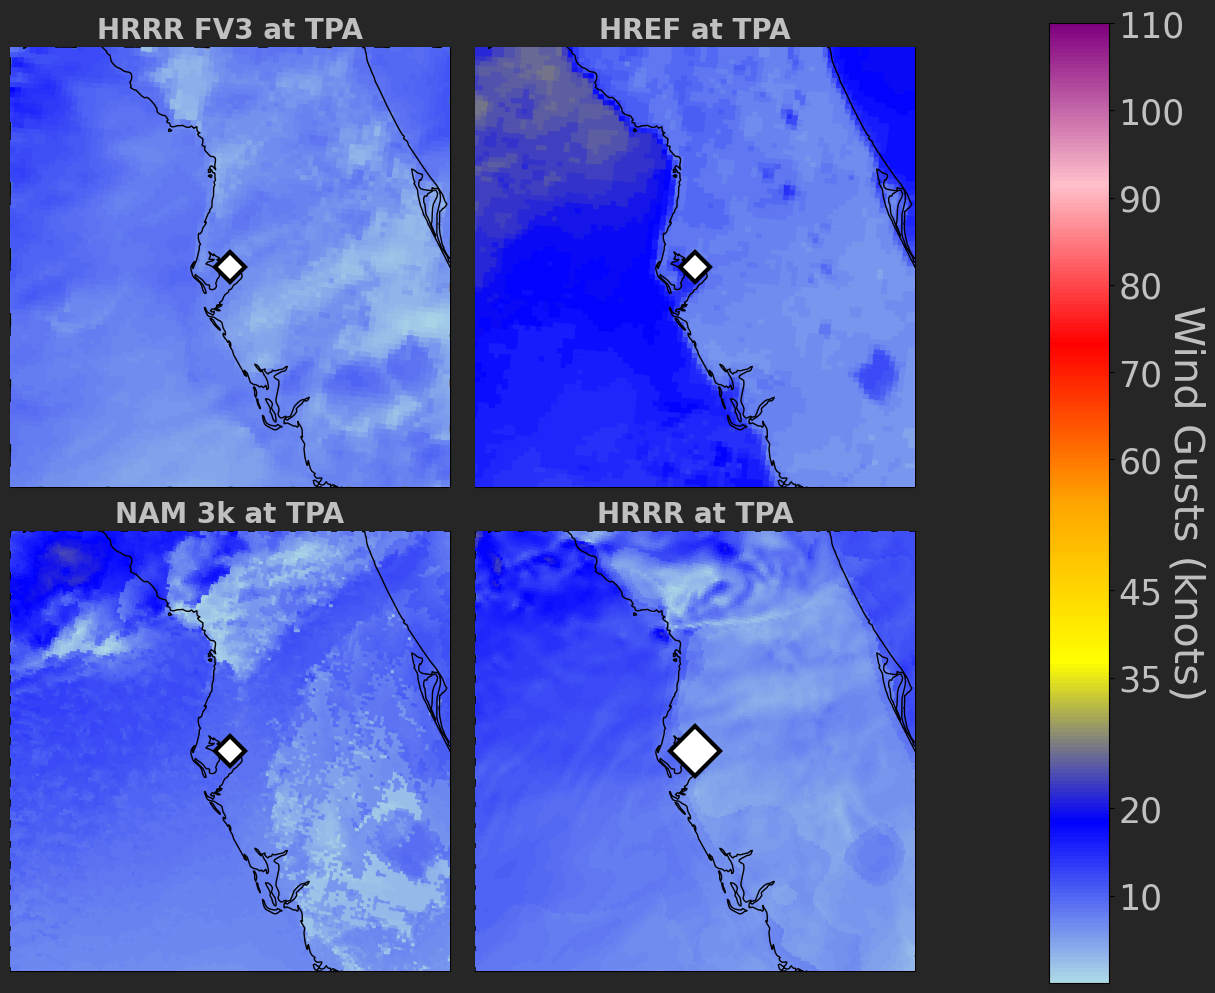 HRRR FV3 at TPA
HREF at TPA
NAM 3k at TPA
HRRR at TPA
110
100
90
80
70
60
45
35
20
10
Wind Gusts (knots)